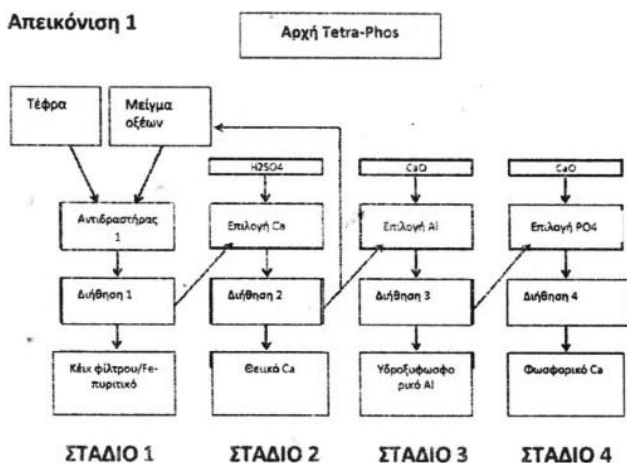 Απεικόνιση 1
Αρχή Tetra-Phos
Τέφρα
Μείγμα
οξέων
H2SO4
CaO
CaO
Αντιδραστήρας
1
Επιλογή Ca
Επιλογή Al
Επιλογή PO4
Διήθηση 1
Διήθηση 2
Διήθηση 3
Διήθηση 4
Κέικ φίλτρου/Fe-
πυριτικό
Θειικό Ca
Υδροξυφωσφο
ρικό Al
Φωσφορικό Ca
ΣΤΑΔΙΟ 1
ΣΤΑΔΙΟ 2
ΣΤΑΔΙΟ 3
ΣΤΑΔΙΟ 4